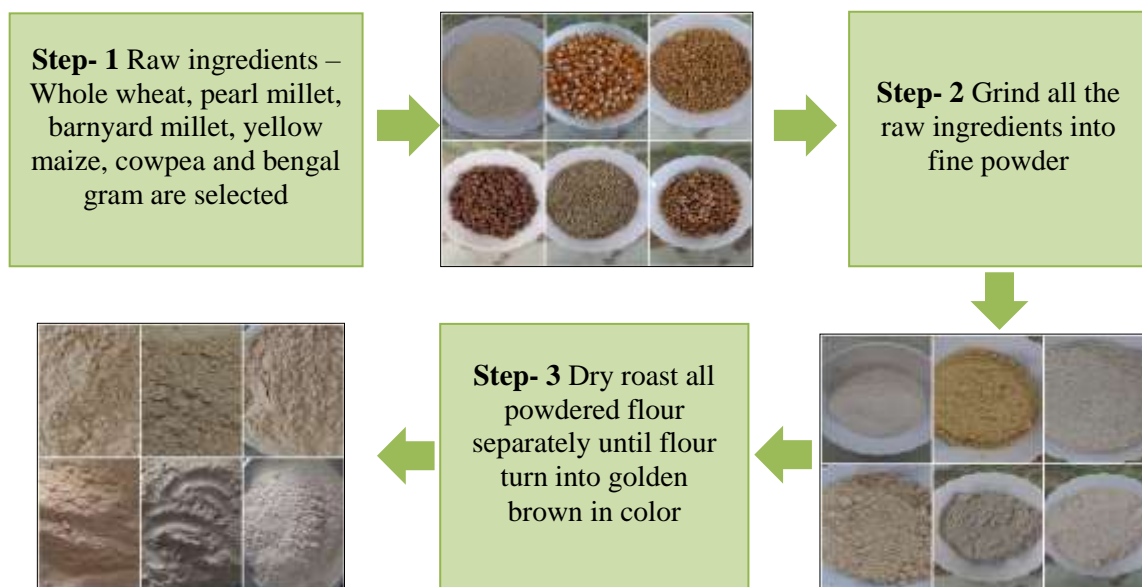 Step- 1 Raw ingredients –
Whole wheat, pearl millet,
barnyard millet, yellow
maize, cowpea and bengal
gram are selected
Step- 2 Grind all the
raw ingredients into
fine powder
Step- 3 Dry roast all
powdered flour
separately until flour
turn into golden
brown in color